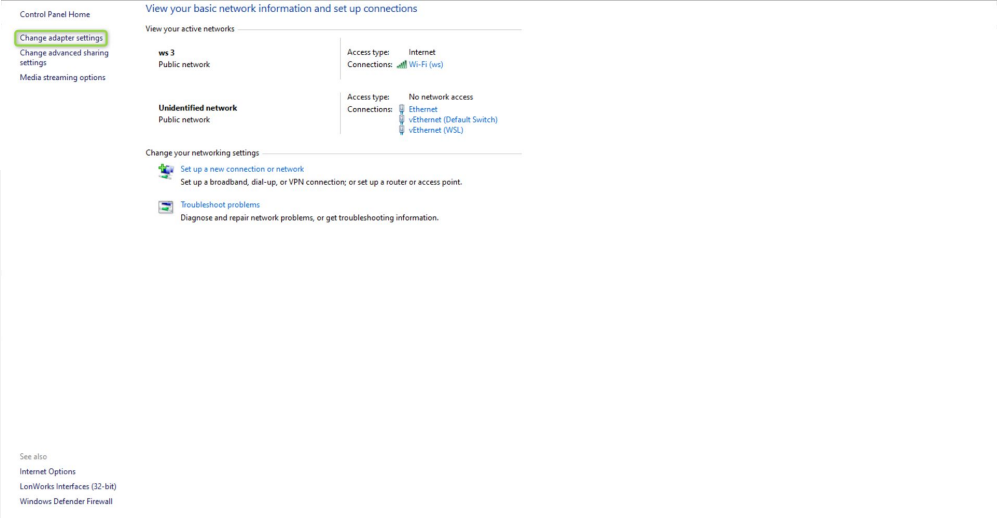 Control Panel Home
Change adapter settings
Change advanced sharing
settings
Media streaming options
View your basic network information and set up connections
View your active networks
ws 3
Public network
Access type: Internet
Connections: Wi-Fi (ws)
Unidentified network
Public network
Access type: No network access
Connections: Ethernet
vEthernet (Default Switch)
vEthernet (WSL)
Change your networking settings
Set up a new connection or network
Set up a broadband, dial-up, or VPN connection; or set up a router or access point.
Troubleshoot problems
Diagnose and repair network problems, or get troubleshooting information.
See also
Internet Options
LonWorks Interfaces (32-bit)
Windows Defender Firewall